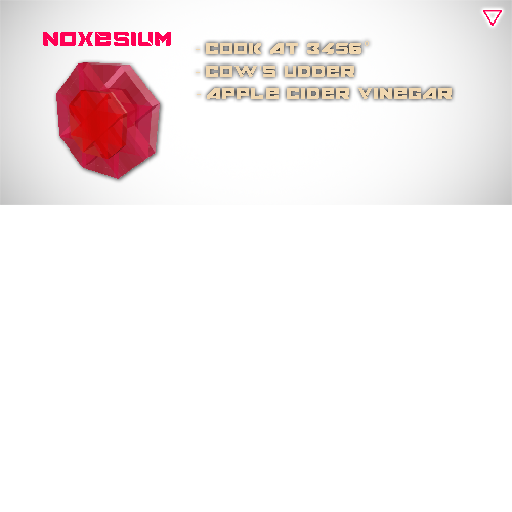 NOXESIUM
· COOK AT 3456°
· COW'S UDDER
· APPLE CIDER VINEGAR